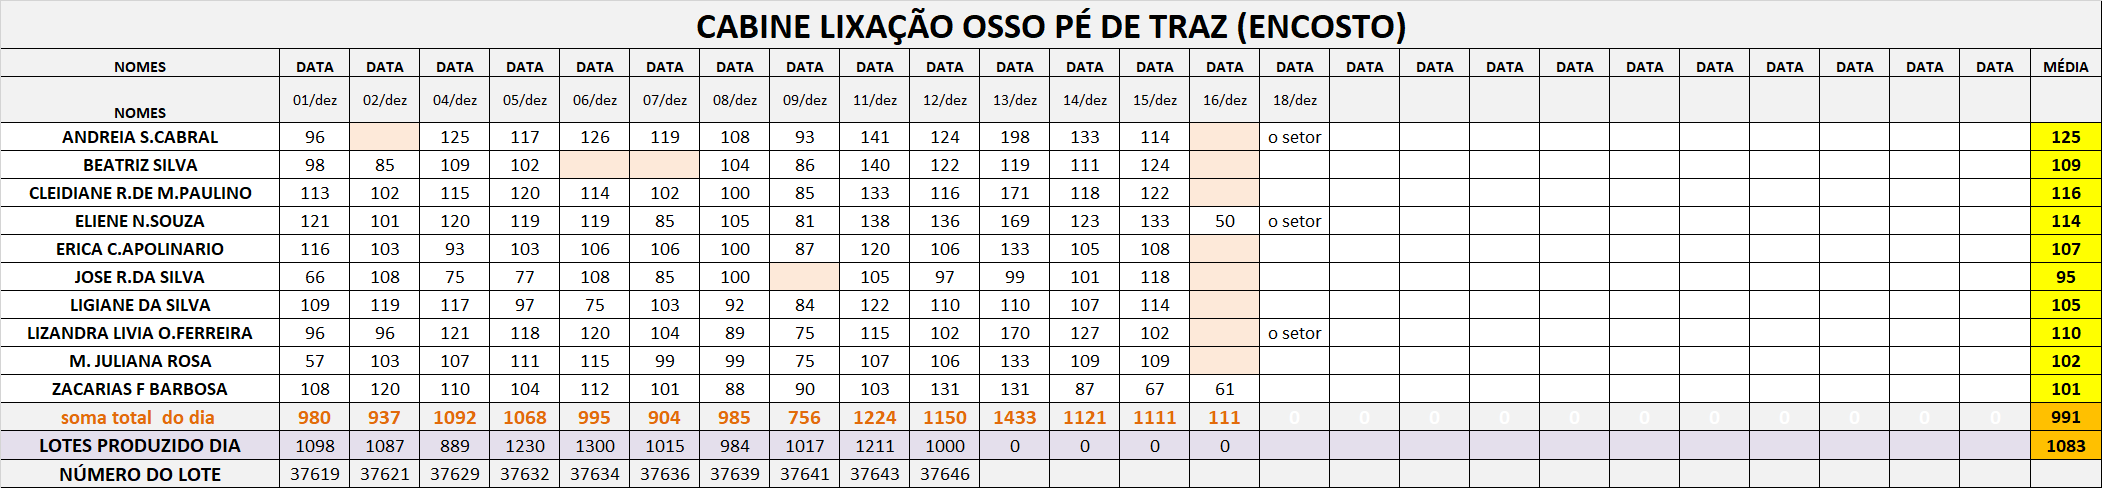 CABINE LIXAÇÃO OSSO PÉ DE TRAZ (ENCOSTO)
NOMES DATA DATA DATA DATA DATA DATA DATA DATA DATA DATA DATA DATA DATA DATA DATA DATA DATA DATA DATA DATA DATA DATA DATA DATA DATA MÉDIA
NOMES 01/dez 02/dez 04/dez 05/dez 06/dez 07/dez 08/dez 09/dez 11/dez 12/dez 13/dez 14/dez 15/dez 16/dez 18/dez
ANDREIA S.CABRAL 96 125 117 126 119 108 93 141 124 198 133 114 o setor 125
BEATRIZ SILVA 98 85 109 102 104 86 140 122 119 111 124 109
CLEIDIANE R.DE M.PAULINO 113 102 115 120 114 102 100 85 133 116 171 118 122 116
ELIENE N.SOUZA 121 101 120 119 119 85 105 81 138 136 169 123 133 50 o setor 114
ERICA C.APOLINARIO 116 103 93 103 106 106 100 87 120 106 133 105 108 107
JOSE R.DA SILVA 66 108 75 77 108 85 100 105 97 99 101 118 95
LIGIANE DA SILVA 109 119 117 97 75 103 92 84 122 110 110 107 114 105
LIZANDRA LIVIA O.FERREIRA 96 96 121 118 120 104 89 75 115 102 170 127 102 o setor 110
M. JULIANA ROSA 57 103 107 111 115 99 99 75 107 106 133 109 109 102
ZACARIAS F BARBOSA 108 120 110 104 112 101 88 90 103 131 131 87 67 61 101
soma total do dia 980 937 1092 1068 995 904 985 756 1224 1150 1433 1121 1111 111 0 0 0 0 0 0 0 0 0 0 0 991
LOTES PRODUZIDO DIA 1098 1087 889 1230 1300 1015 984 1017 1211 1000 0 0 0 0 1083
NÚMERO DO LOTE 37619 37621 37629 37632 37634 37636 37639 37641 37643 37646